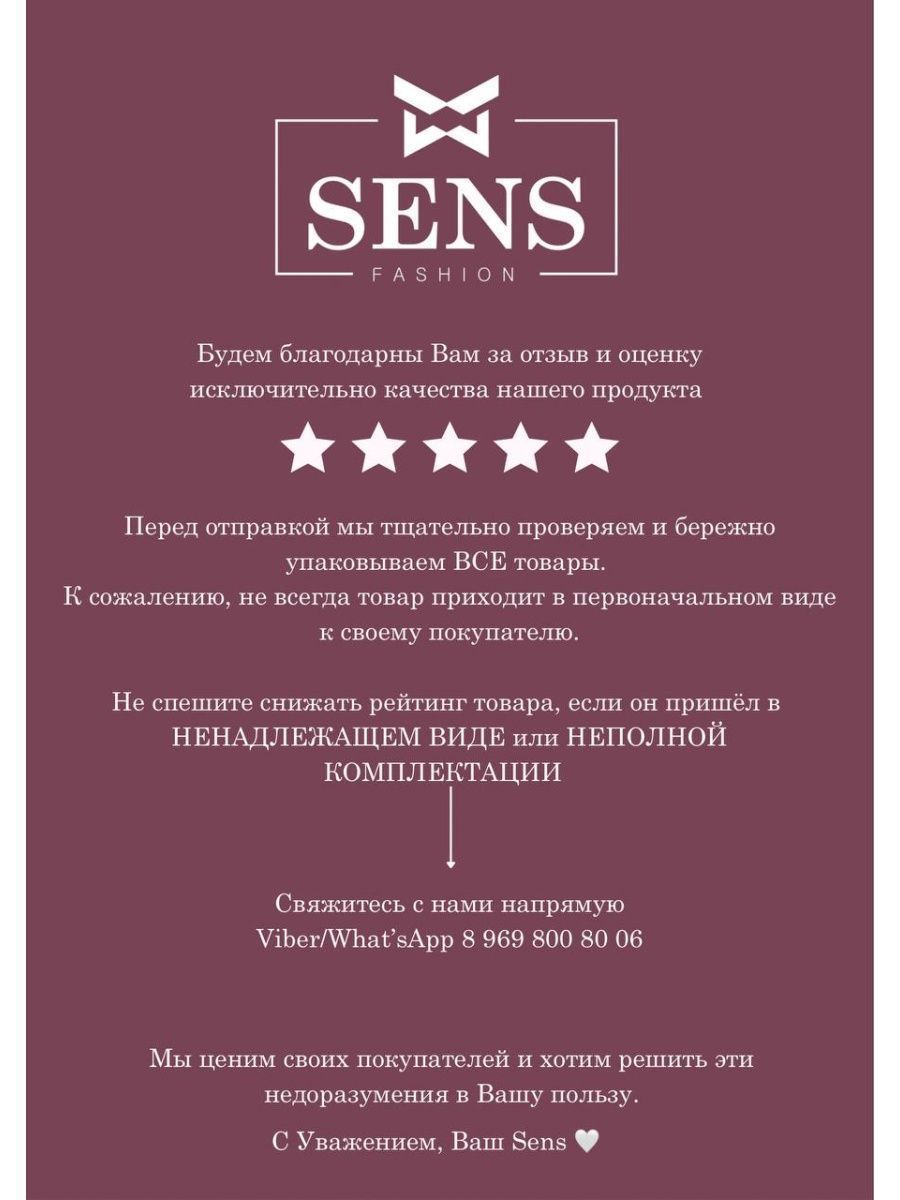 SENS
FASHION
Будем благодарны Вам за отзыв и оценку
исключительно качества нашего продукта
Перед отправкой мы тщательно проверяем и бережно
упаковываем ВСЕ товары.
К сожалению, не всегда товар приходит в первоначальном виде
к своему покупателю.
Не спешите снижать рейтинг товара, если он пришёл в
НЕНАДЛЕЖАЩЕМ ВИДЕ или НЕПОЛНОЙ
КОМПЛЕКТАЦИИ
Свяжитесь с нами напрямую
Viber/What’sApp 8 969 800 80 06
Мы ценим своих покупателей и хотим решить эти
недоразумения в Вашу пользу.
С Уважением, Ваш Sens 🤍